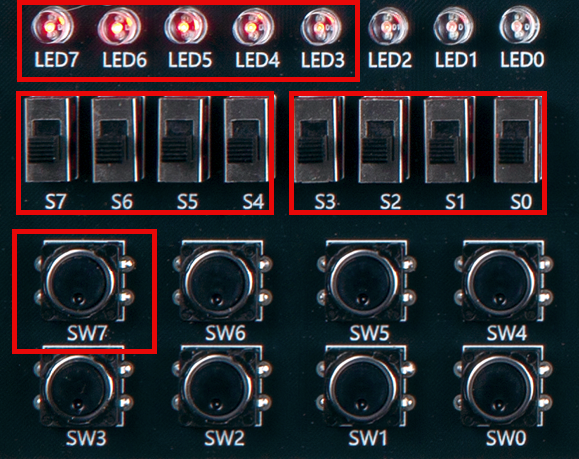 LED7 LED6 LED5 LED4 LED3 LED2 LED1 LED0
S7 S6 S5 S4 S3 S2 S1 S0
SW7 SW6 SW5 SW4
SW3 SW2 SW1 SW0